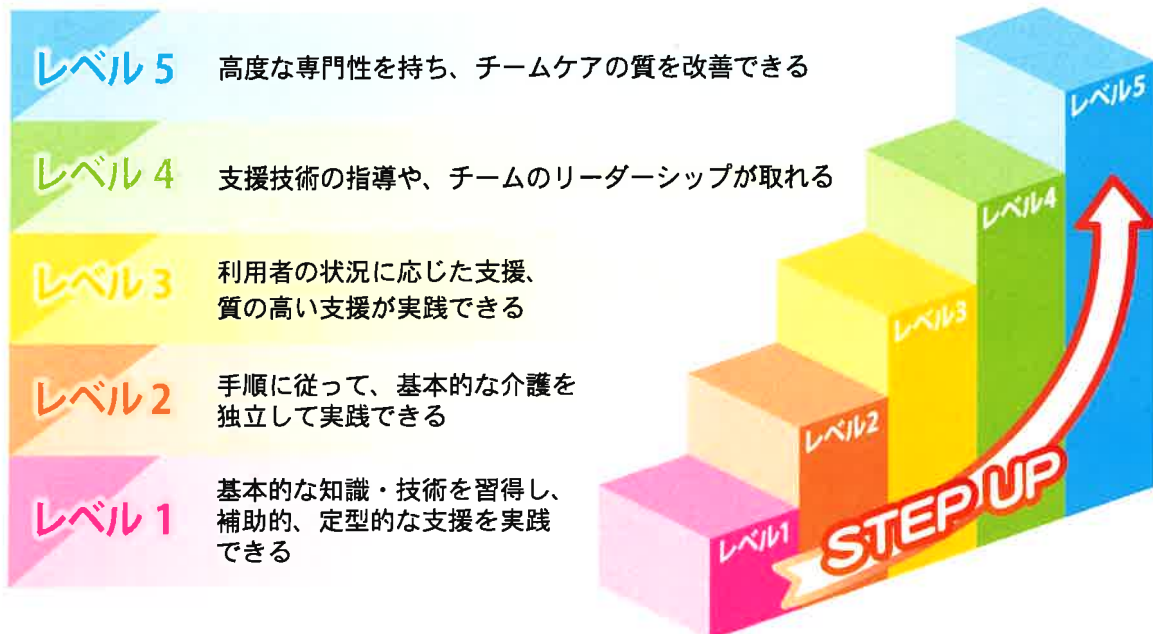 レベル 5
高度な専門性を持ち、チームケアの質を改善できる
レベル 4
支援技術の指導や、チームのリーダーシップが取れる
レベル 3
利用者の状況に応じた支援、
質の高い支援が実践できる
レベル 2
手順に従って、基本的な介護を
独立して実践できる
レベル 1
基本的な知識・技術を習得し、
補助的、定型的な支援を実践
できる
レベル5
レベル4
レベル3
レベル2
レベル1
STEP UP